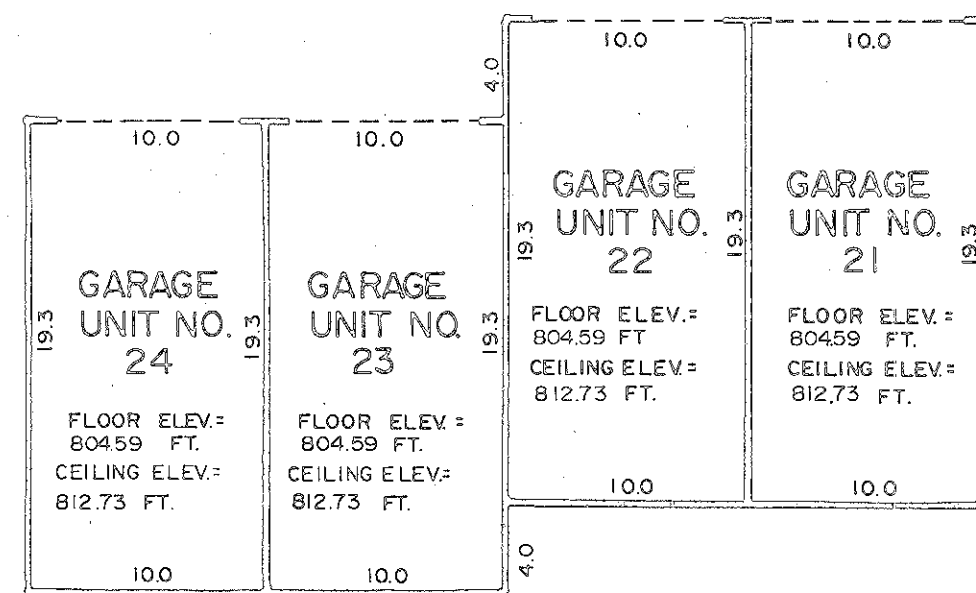 10.0
10.0
4.0
10.0
10.0
GARAGE
UNIT NO.
24
19.3
19.3
FLOOR ELEV.=
804.59 FT.
CEILING ELEV.=
812.73 FT.
10.0
GARAGE
UNIT NO.
23
19.3
FLOOR ELEV.=
804.59 FT.
CEILING ELEV.=
812.73 FT.
10.0
GARAGE
UNIT NO.
22
19.3
19.3
FLOOR ELEV.=
804.59 FT
CEILING ELEV.=
812.73 FT.
10.0
4.0
GARAGE
UNIT NO.
21
19.3
FLOOR ELEV.=
804.59 FT.
CEILING ELEV.=
812.73 FT.
10.0